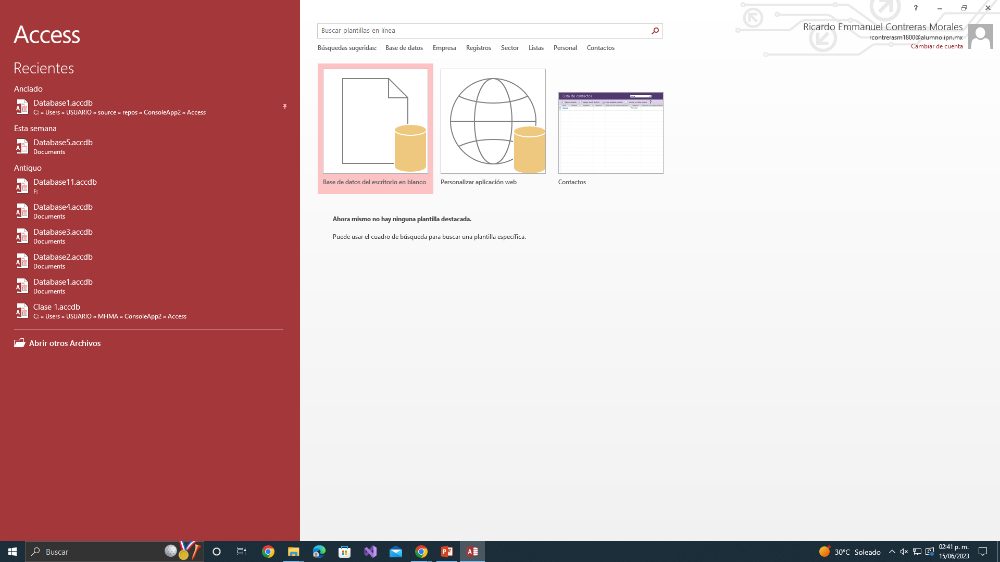 Access
Recientes
Anclado
Database1.accdb
C: » Users » USUARIO » source » repos » ConsoleApp2 » Access
Esta semana
Database5.accdb
Documents
Antiguo
Database11.accdb
F:
Database4.accdb
Documents
Database3.accdb
Documents
Database2.accdb
Documents
Database1.accdb
Documents
Clase 1.accdb
C: » Users » USUARIO » MHMA » ConsoleApp2 » Access
Abrir otros Archivos
Buscar plantillas en línea
Búsquedas sugeridas: Base de datos Empresa Registros Sector Listas Personal Contactos
?
Ricardo Emmanuel Contreras Morales
rcontrerasm1800@alumno.ipn.mx
Cambiar de cuenta
Lista de contactos
Base de datos del escritorio en blanco
Personalizar aplicación web
Contactos
Ahora mismo no hay ninguna plantilla destacada.
Puede usar el cuadro de búsqueda para buscar una plantilla específica.
Buscar
30°C Soleado
02:41 p. m.
15/06/2023